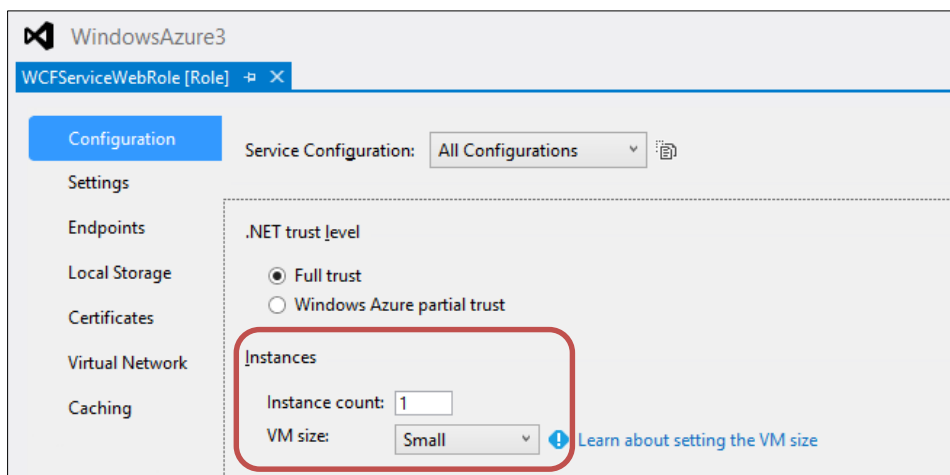 WindowsAzure3
WCFServiceWebRole [Role]
Configuration
Service Configuration: All Configurations
Settings
Endpoints
.NET trust level
Local Storage
Full trust
Certificates
Windows Azure partial trust
Virtual Network
Instances
Caching
Instance count: 1
VM size: Small Learn about setting the VM size